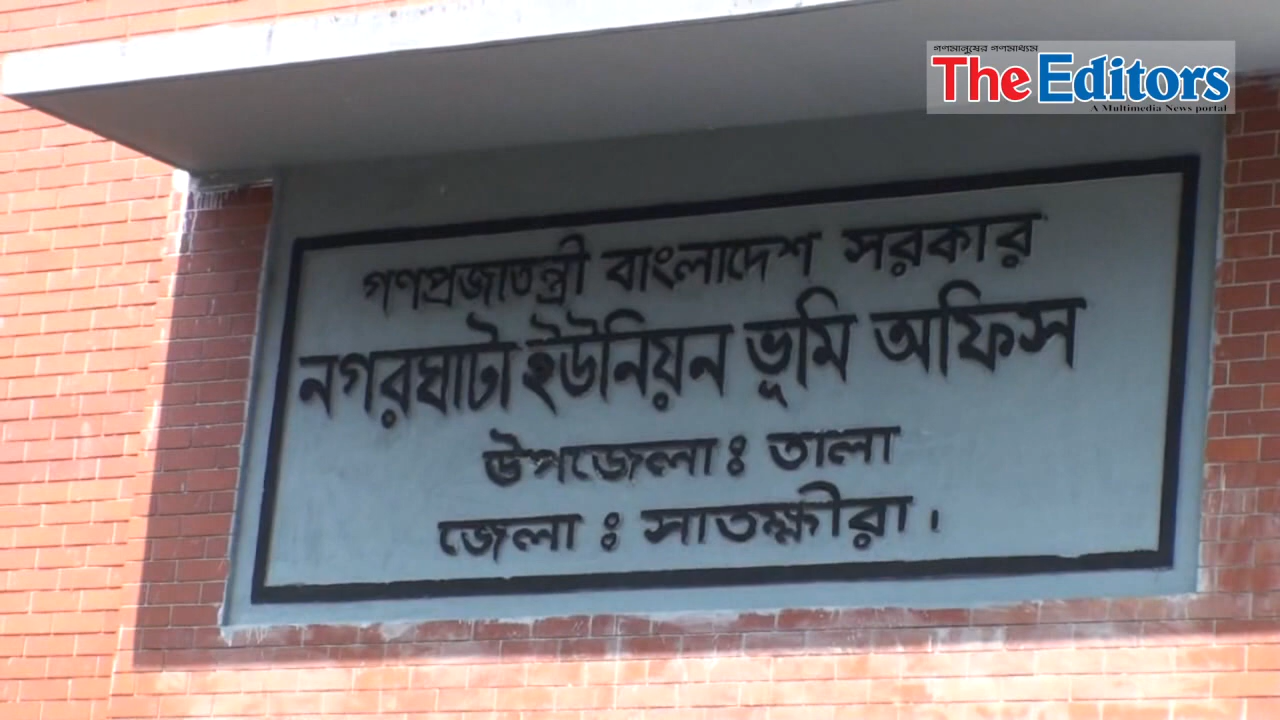 গণমানুষের গণমাধ্যম
The Editors
A Multimedia News portal
গণপ্রজাতন্ত্রী বাংলাদেশ সরকার
নগরঘাটা ইউনিয়ন ভূমি অফিস
উপজেলা ঃ তালা
জেলা ঃ সাতক্ষীরা।